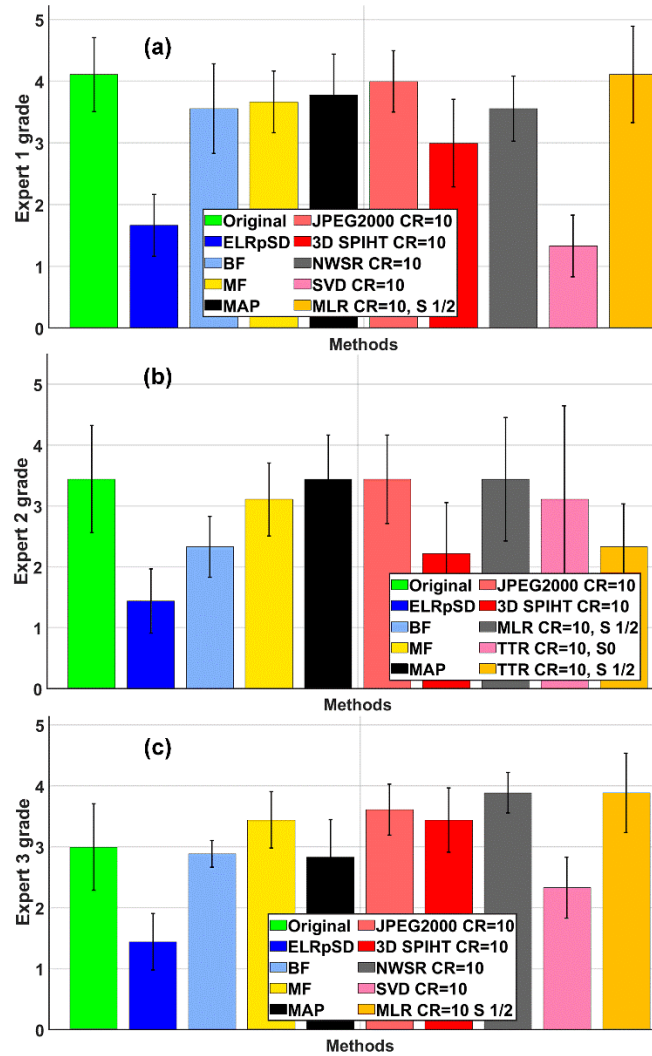 5
(a)
4
Expert 1 grade
3
2
Original JPEG2000 CR=10
ELRpSD 3D SPIHT CR=10
1
BF NWSR CR=10
MF SVD CR=10
MAP MLR CR=10, S 1/2
0
Methods
(b)
5
4
Expert 2 grade
3
2
Original JPEG2000 CR=10
ELRpSD 3D SPIHT CR=10
1
BF MLR CR=10, S 1/2
MF TTR CR=10, S0
MAP TTR CR=10, S 1/2
0
Methods
5
(c)
4
Expert 3 grade
3
2
Original JPEG2000 CR=10
ELRpSD 3D SPIHT CR=10
1
BF NWSR CR=10
MF SVD CR=10
MAP MLR CR=10 S 1/2
0
Methods